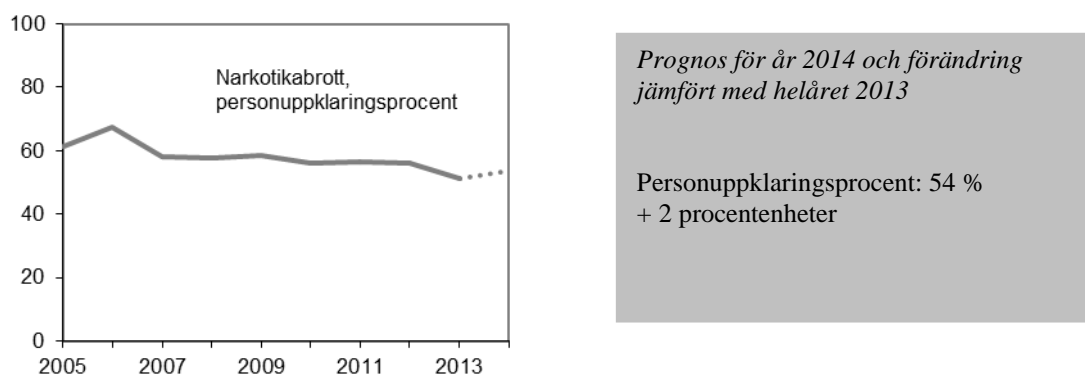 100
80
60
40
20
0
2005 2007 2009 2011 2013
Narkotikabrott,
personuppklaringsprocent
Prognos för år 2014 och förändring
jämfört med helåret 2013
Personuppklaringsprocent: 54 %
+ 2 procentenheter